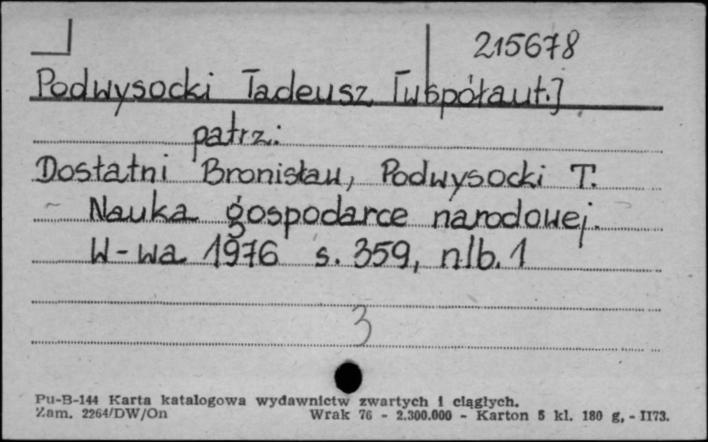 215678
Podwysocki Tadeusz [współaut.]
patrz:
Dostatni Bronisław, Podwysocki T.
Nauka gospodarce narodowej.
W-wa 1976 s. 359, nlb. 1
3
Pu-B-144 Karta katalogowa wydawnictw zwartych i ciągłych.
Zam. 2264/DW/On Wrak 76 - 2.300.000 - Karton 5 kl. 180 g, - II73.